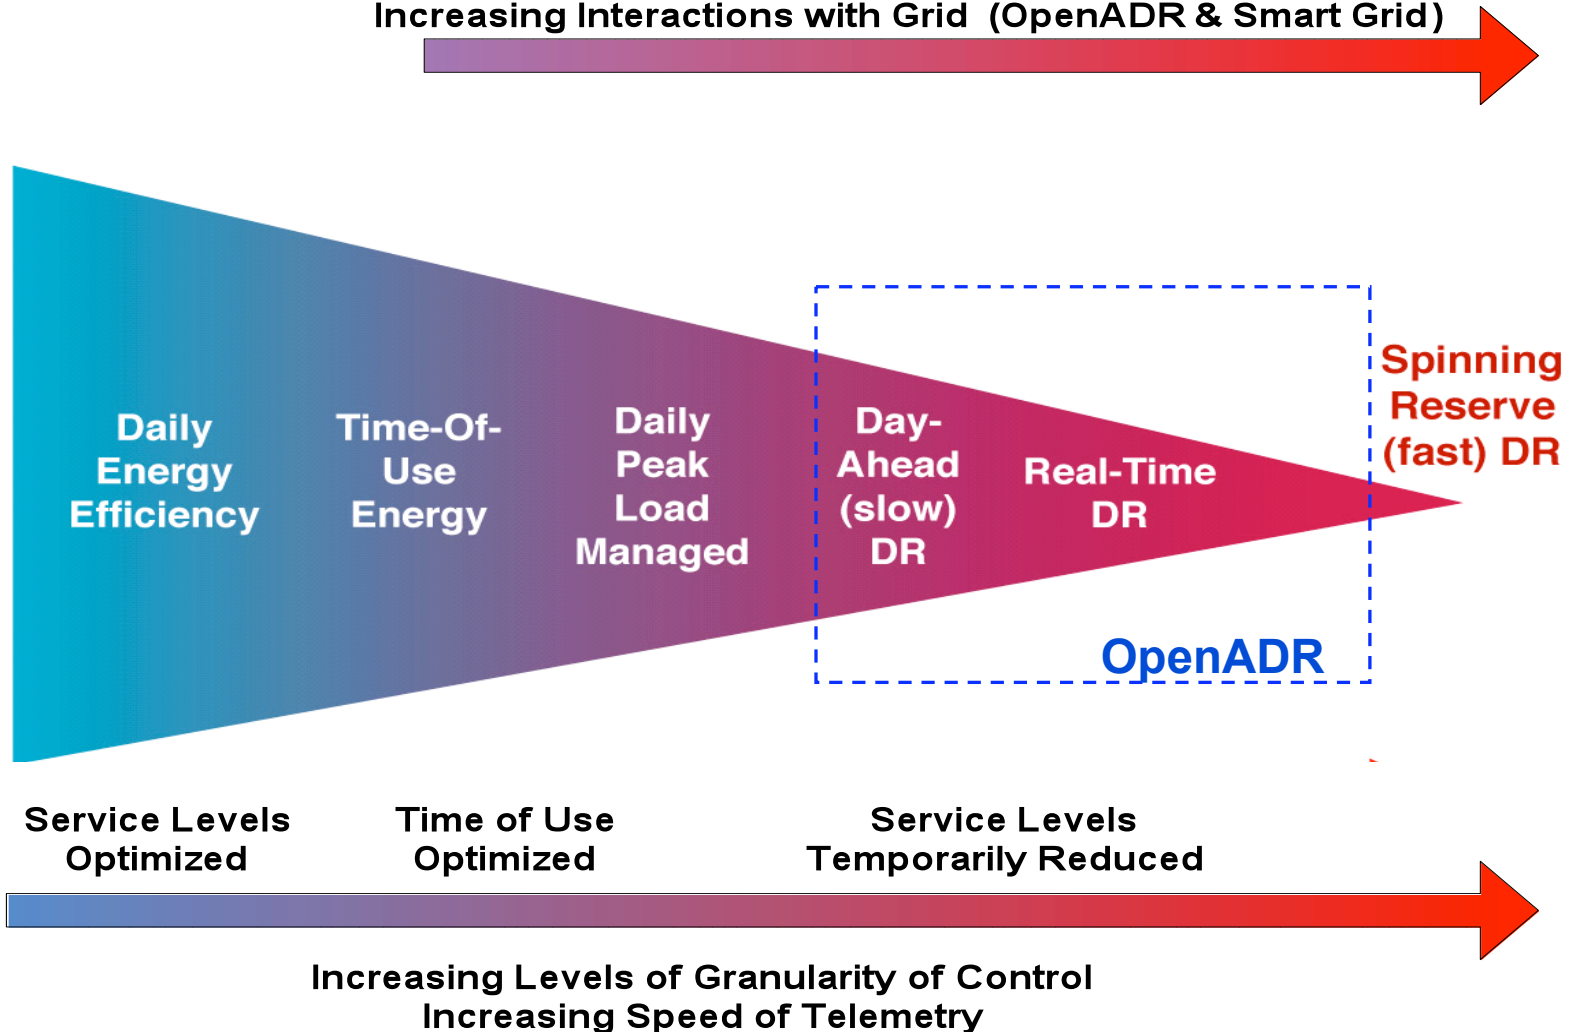 Increasing Interactions with Grid (OpenADR & Smart Grid)
Daily
Energy
Efficiency
Time-Of-
Use
Energy
Daily
Peak
Load
Managed
Day-
Ahead
(slow)
DR
Real-Time
DR
Spinning
Reserve
(fast) DR
OpenADR
Service Levels
Optimized
Time of Use
Optimized
Service Levels
Temporarily Reduced
Increasing Levels of Granularity of Control
Increasing Speed of Telemetry